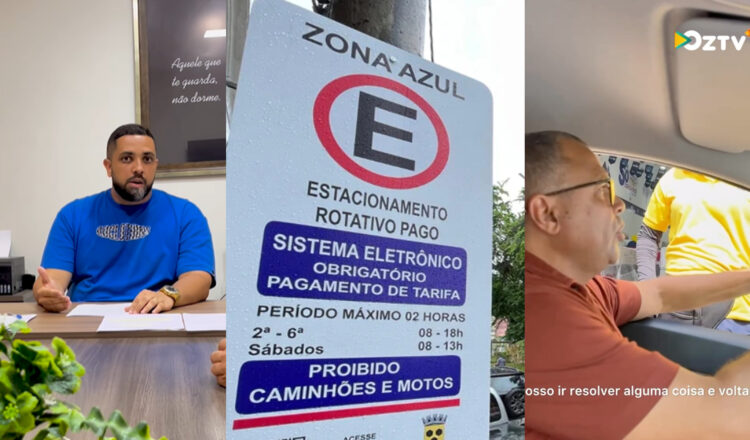 Aquele que
te guarda,
não dorme.
ZONA AZUL
E
ESTACIONAMENTO
ROTATIVO PAGO
SISTEMA ELETRÔNICO
OBRIGATÓRIO
PAGAMENTO DE TARIFA
PERÍODO MÁXIMO 02 HORAS
2ª - 6ª 08 - 18h
Sábados 08 - 13h
PROIBIDO
CAMINHÕES E MOTOS
ACESSE
OZTV
osso ir resolver alguma coisa e volta